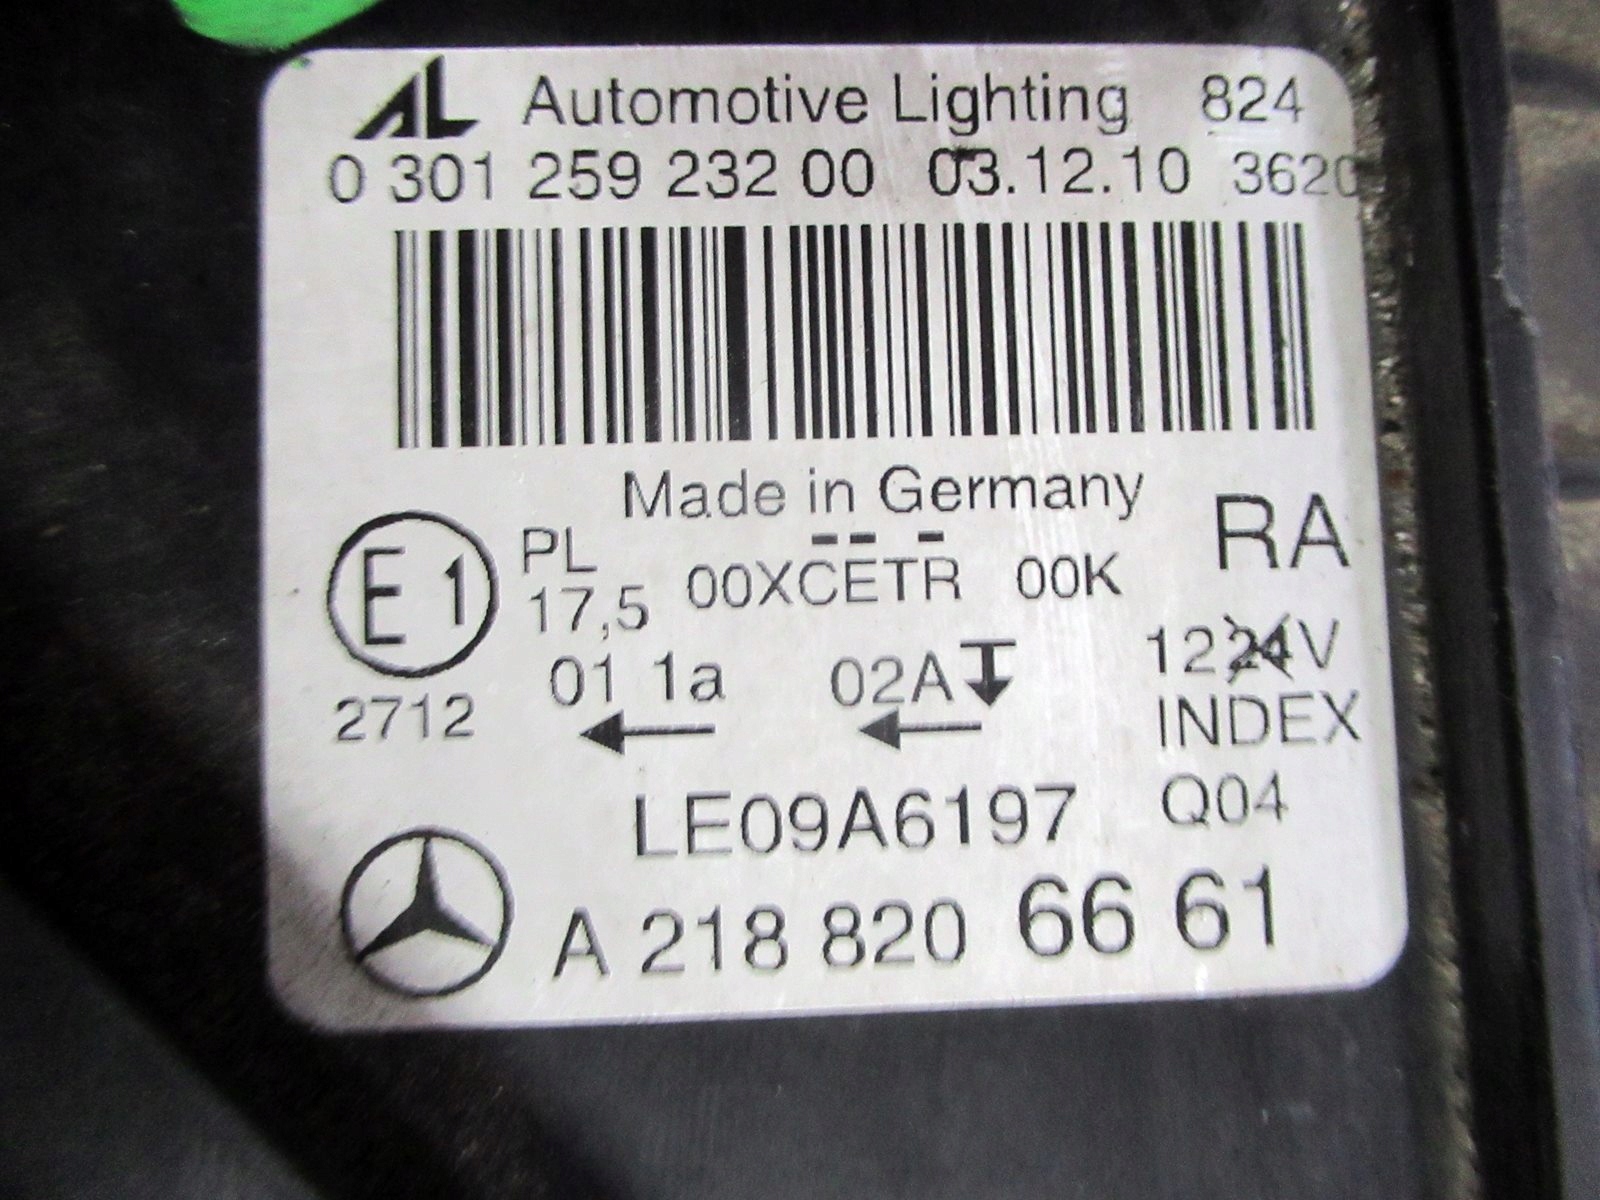 AL Automotive Lighting 824
0 301 259 232 00 03.12.10 3620
Made in Germany
RA
E1 PL 17,5 00XCETR 00K
2712 01 1a 02A 12 24 V
INDEX
LE09A6197 Q04
A 218 820 66 61